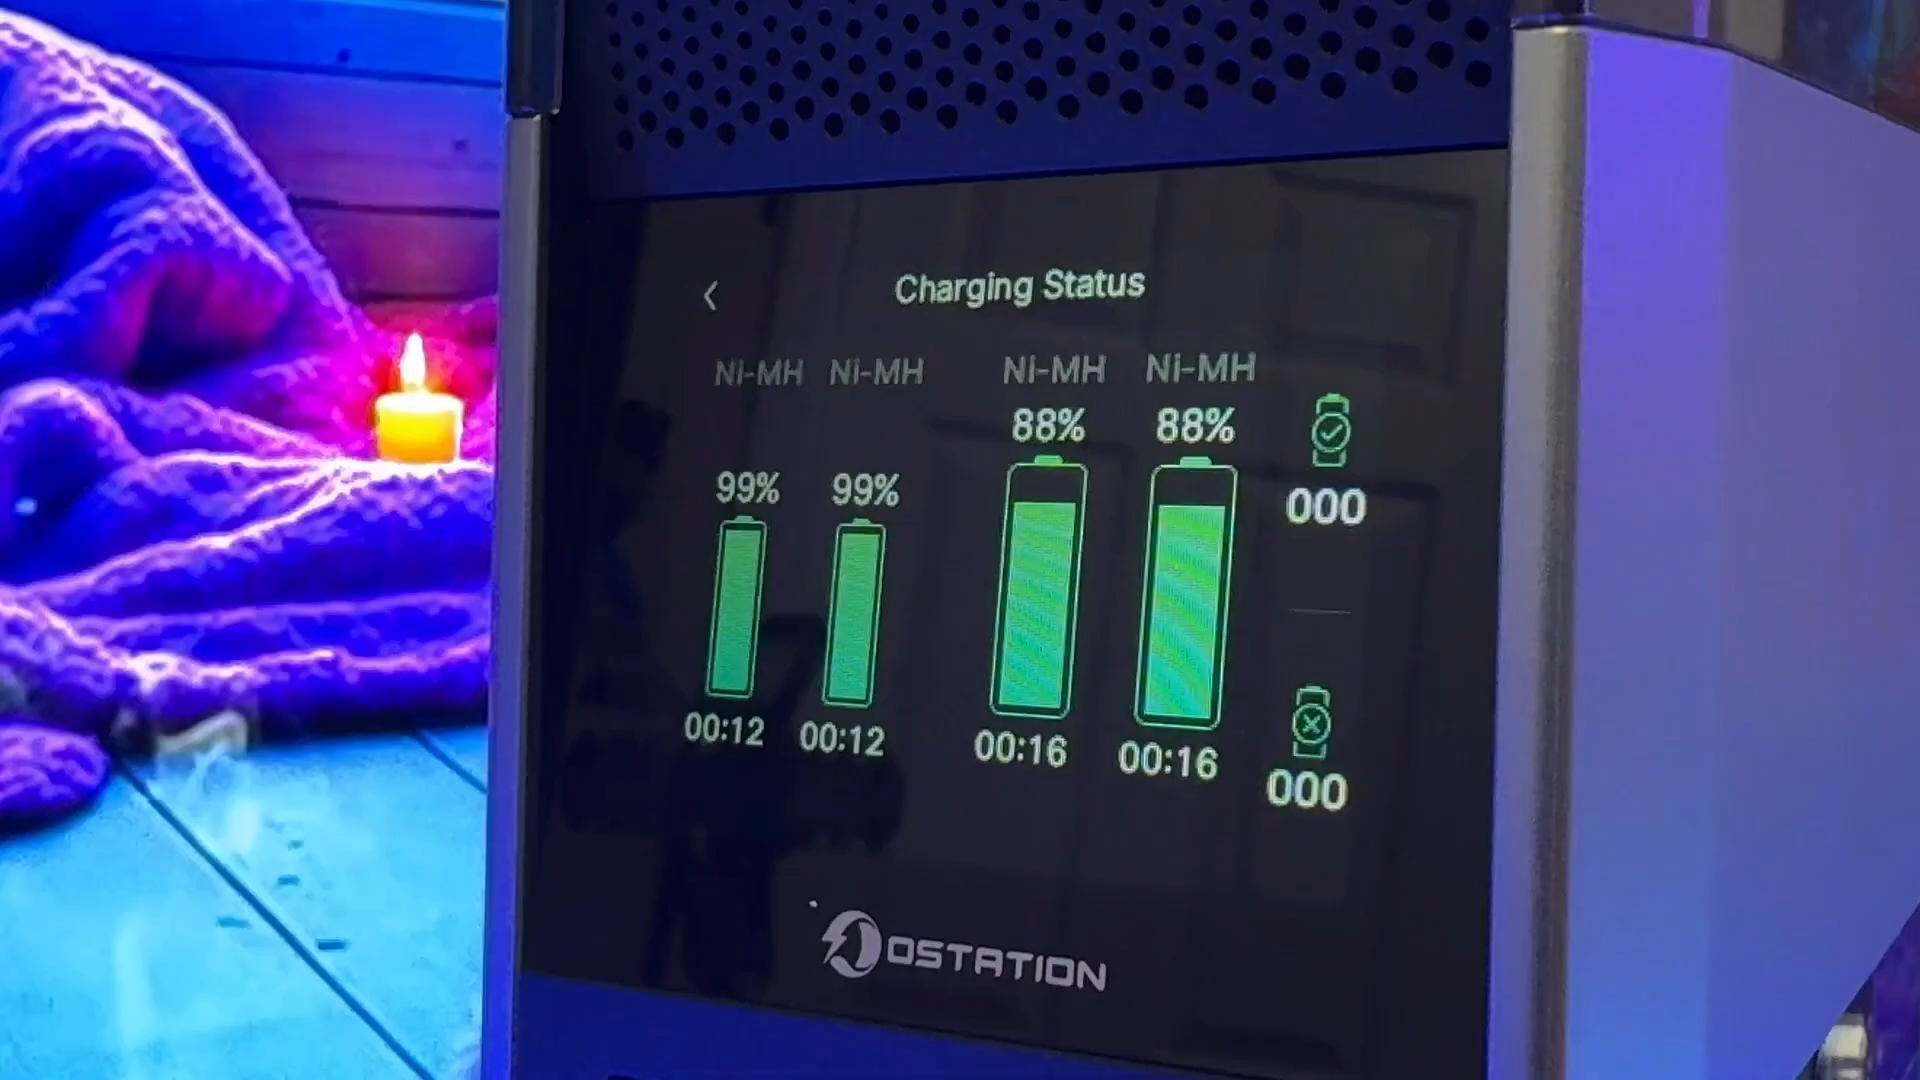 Charging Status
Ni-MH Ni-MH Ni-MH Ni-MH
88% 88%
99% 99%
000
00:12 00:12 00:16 00:16
000
OSTATION